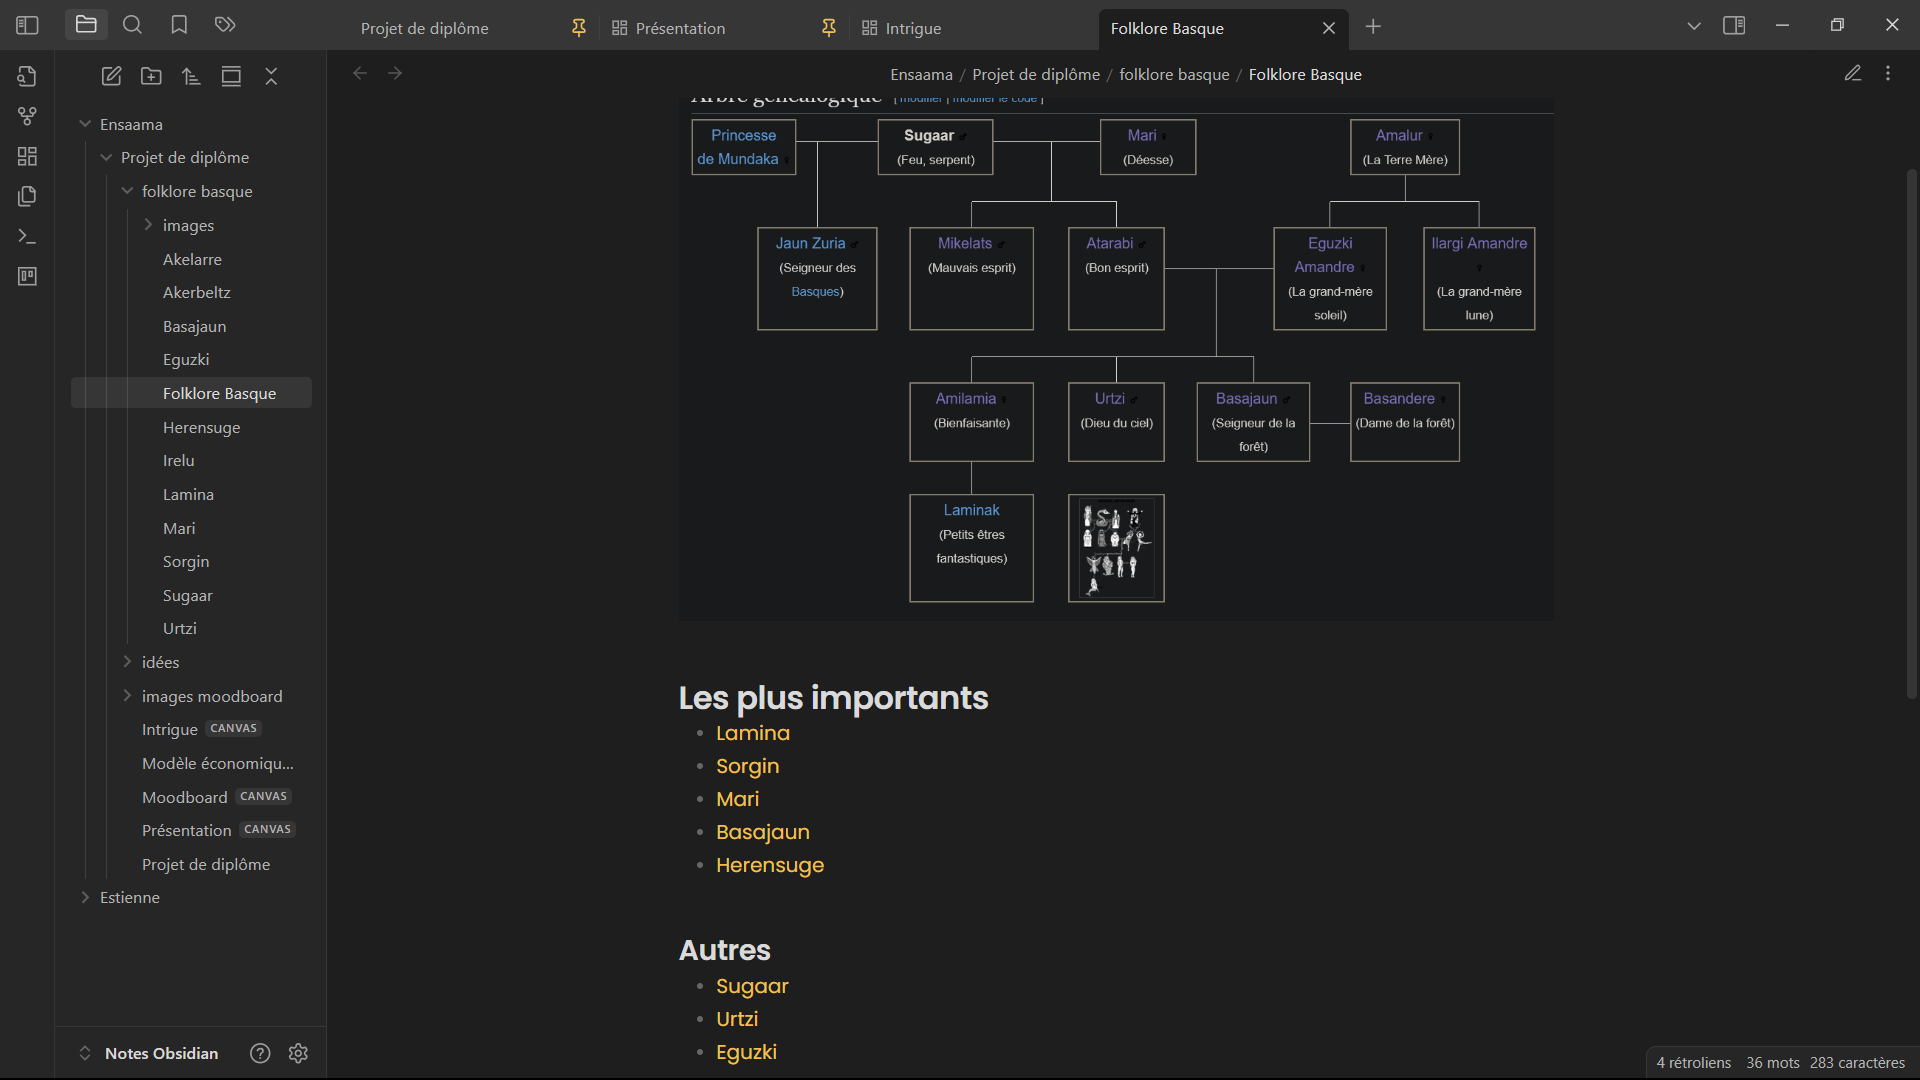 Projet de diplôme
Présentation
Intrigue
Folklore Basque
Ensaama / Projet de diplôme / folklore basque / Folklore Basque
Ensaama
Projet de diplôme
folklore basque
images
Akelarre
Akerbeltz
Basajaun
Eguzki
Folklore Basque
Herensuge
Irelu
Lamina
Mari
Sorgin
Sugaar
Urtzi
idées
images moodboard
Intrigue CANVAS
Modèle économiqu...
Moodboard CANVAS
Présentation CANVAS
Projet de diplôme
Estienne
Notes Obsidian
Arbre généalogique [ modifier | modifier le code ]
Princesse
de Mundaka ♀
Sugaar ♂
(Feu, serpent)
Mari ♀
(Déesse)
Amalur ♀
(La Terre Mère)
Jaun Zuria ♂
(Seigneur des
Basques)
Mikelats ♂
(Mauvais esprit)
Atarabi ♂
(Bon esprit)
Eguzki
Amandre ♀
(La grand-mère
soleil)
Ilargi Amandre
♀
(La grand-mère
lune)
Amilamia ♀
(Bienfaisante)
Urtzi ♂
(Dieu du ciel)
Basajaun ♂
(Seigneur de la
forêt)
Basandere ♀
(Dame de la forêt)
Laminak
(Petits êtres
fantastiques)
Les plus importants
Lamina
Sorgin
Mari
Basajaun
Herensuge
Autres
Sugaar
Urtzi
Eguzki
4 rétroliens 36 mots 283 caractères